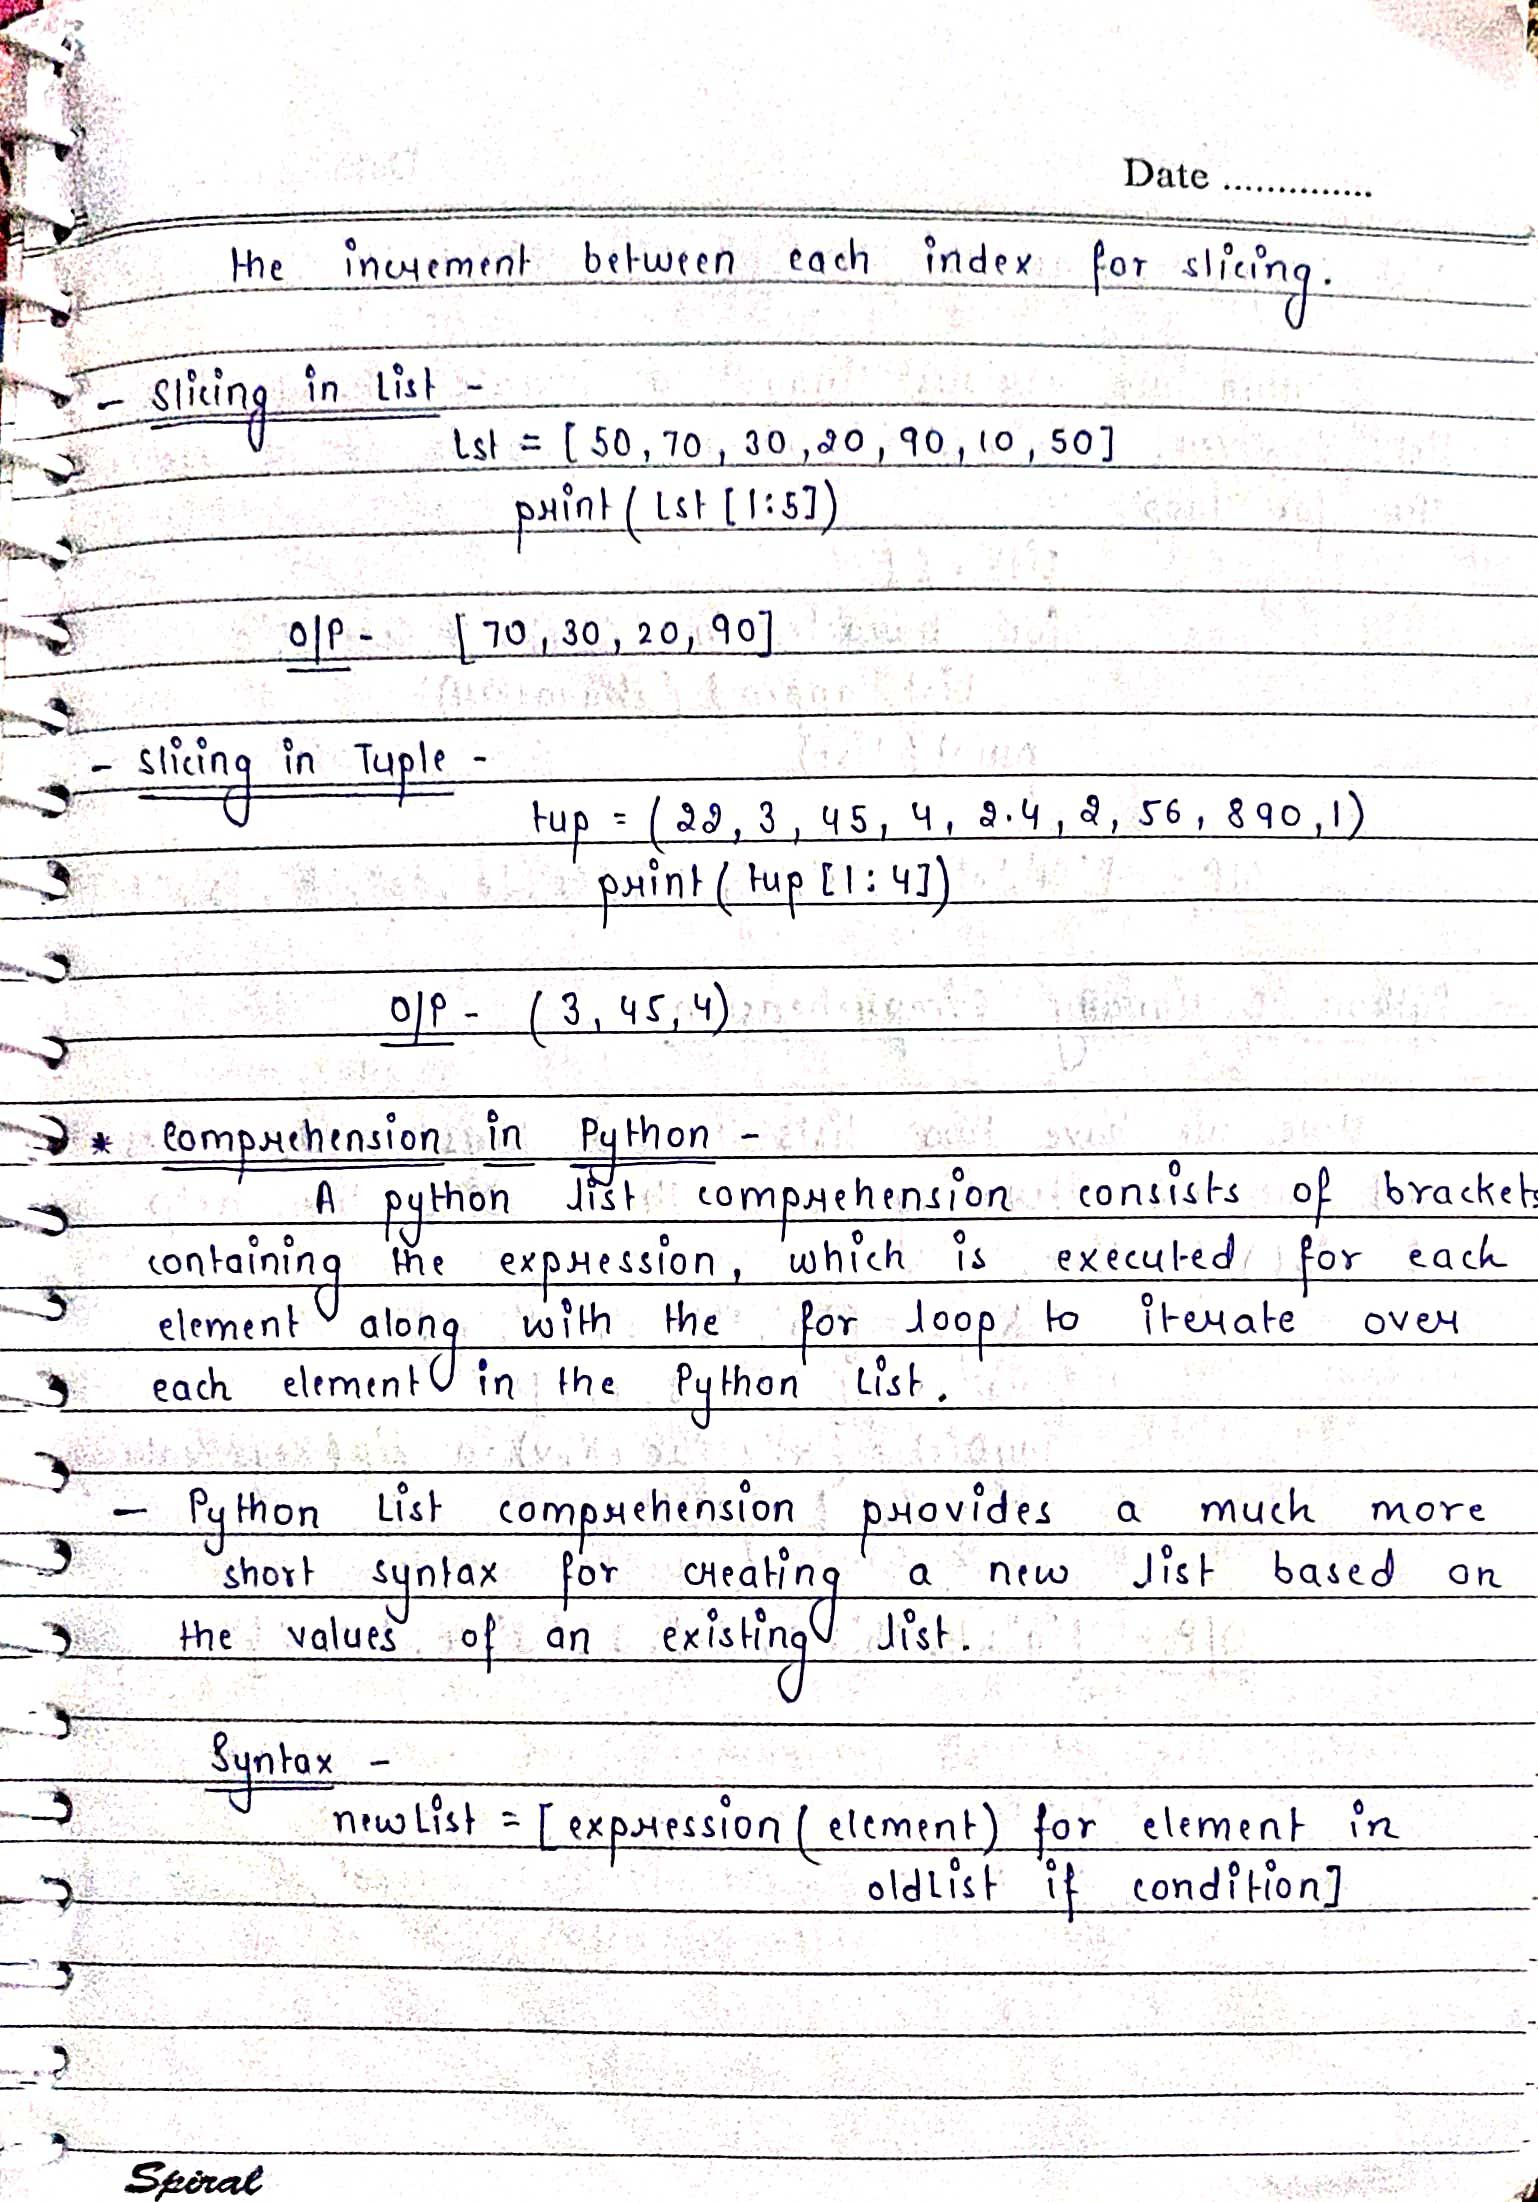 Date ..............
the increment between each index for slicing.
- Slicing in List -
Lst = [50, 70, 30, 20, 90, 10, 50]
print( Lst [1:5])
O/P - [70, 30, 20, 90]
- Slicing in Tuple -
tup = (22, 3, 45, 4, 2.4, 2, 56, 890, 1)
print( tup [1:4])
O/P - (3, 45, 4)
* Comprehension in Python -
A python list comprehension consists of brackets
containing the expression, which is executed for each
element along with the for loop to iterate over
each element in the Python List.
- Python List comprehension provides a much more
short syntax for creating a new list based on
the values of an existing list.
Syntax -
newList = [expression(element) for element in
oldList if condition]
Spiral